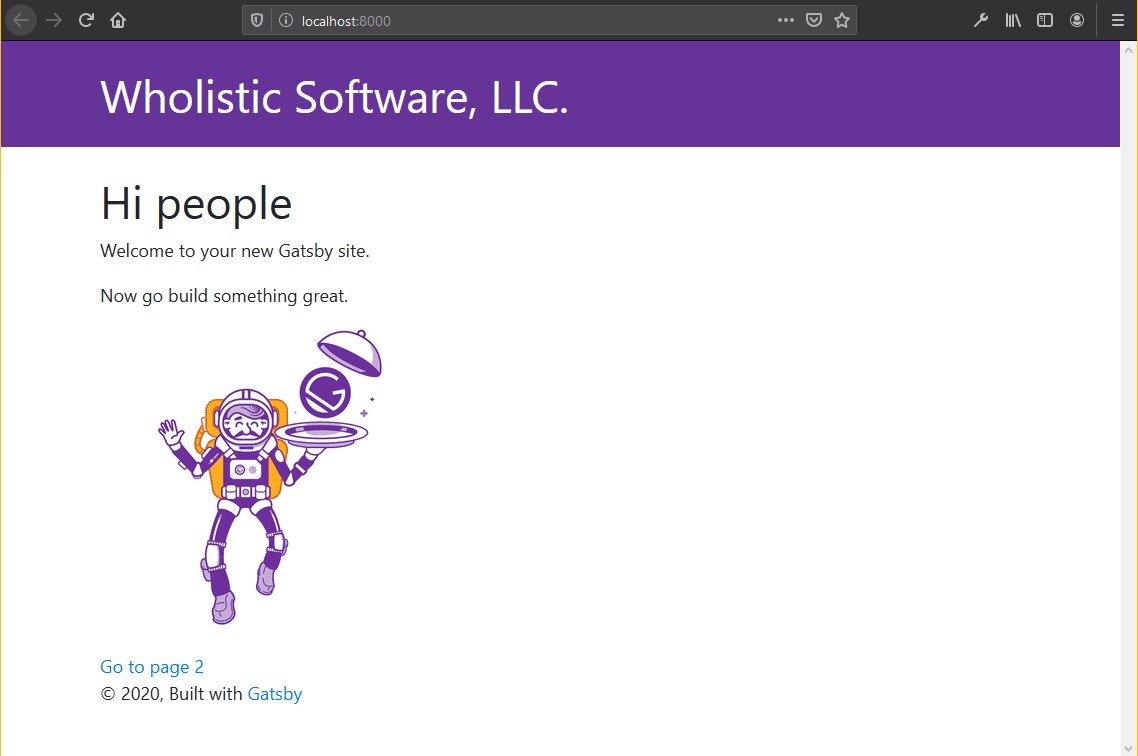 localhost:8000
Wholistic Software, LLC.
Hi people
Welcome to your new Gatsby site.
Now go build something great.
G
Go to page 2
© 2020, Built with Gatsby